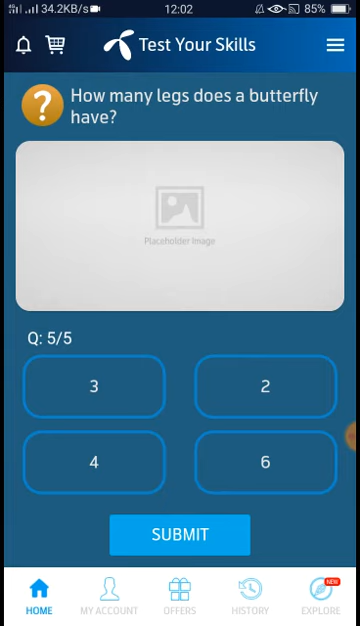 34.2KB/s 12:02 85%
Test Your Skills
?
How many legs does a butterfly
have?
Placeholder Image
Q: 5/5
3 2
4 6
SUBMIT
NEW
HOME MY ACCOUNT OFFERS HISTORY EXPLORE